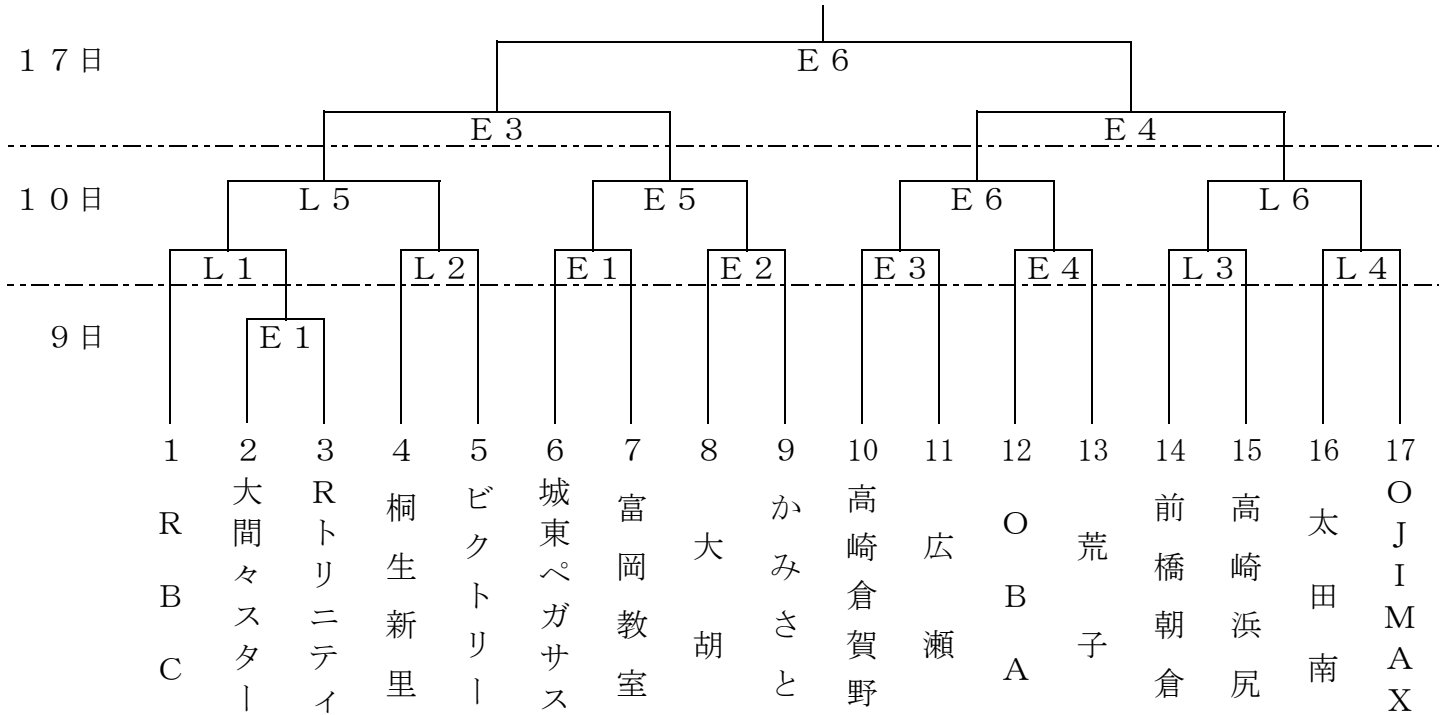 １７日
Ｅ６
Ｅ３ Ｅ４
１０日
Ｌ５ Ｅ５ Ｅ６ Ｌ６
Ｌ１ Ｌ２ Ｅ１ Ｅ２ Ｅ３ Ｅ４ Ｌ３ Ｌ４
９日
Ｅ１
１ ２ ３ ４ ５ ６ ７ ８ ９ 10 11 12 13 14 15 16 17
ＲＢＣ
大間々スター
Ｒトリニティ
桐生新里
ビクトリー
城東ペガサス
富岡教室
大胡
かみさと
高崎倉賀野
広瀬
ＯＢＡ
荒子
前橋朝倉
高崎浜尻
太田南
ＯＪＩＭＡＸ